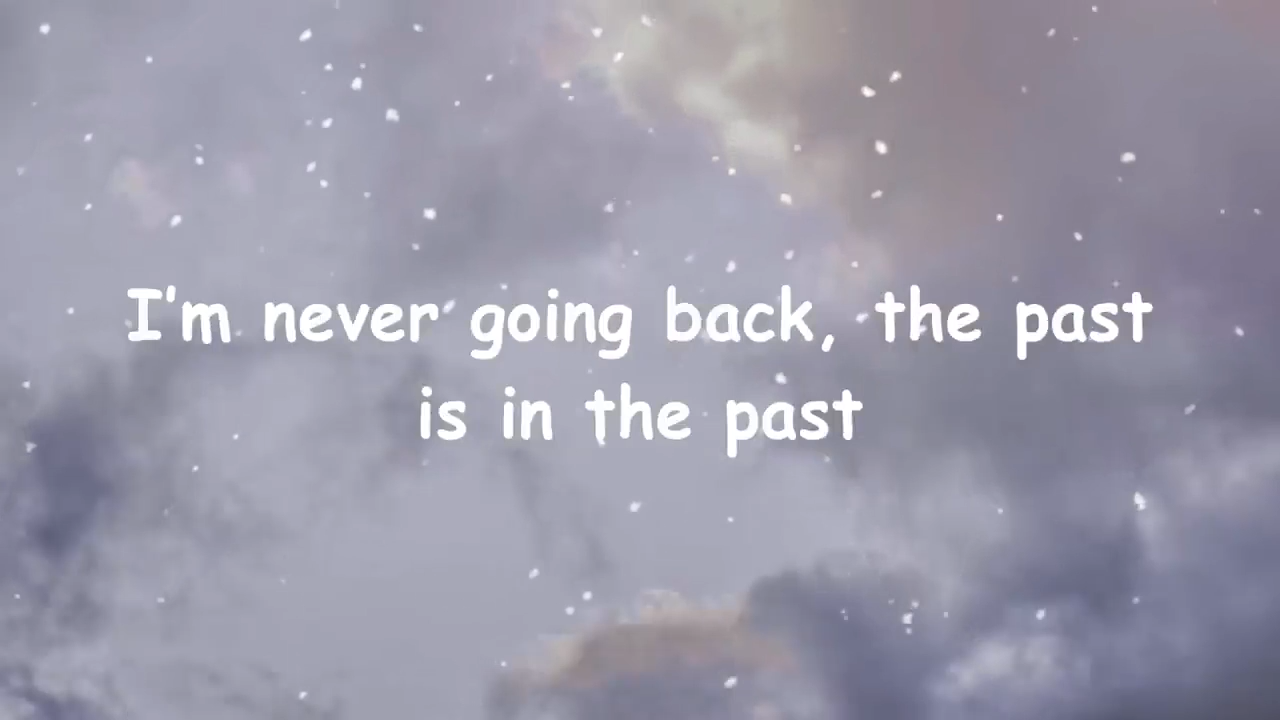 I'm never going back, the past
is in the past